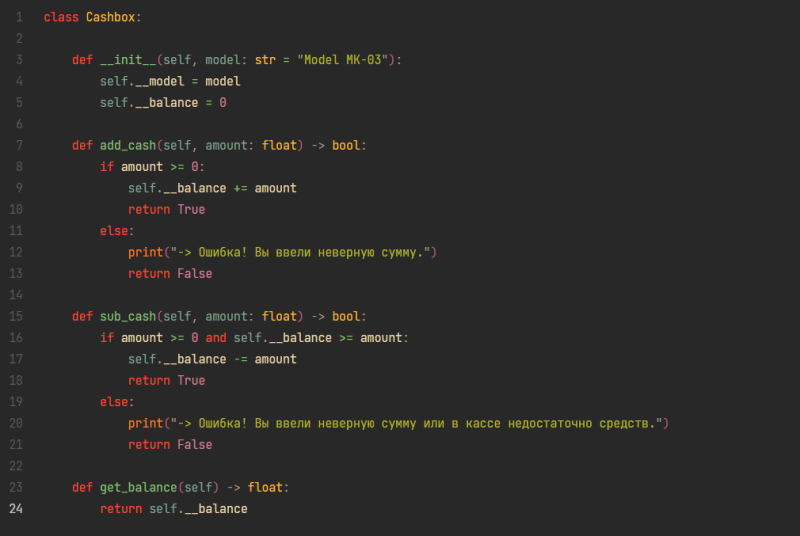 1 class Cashbox:
2
3     def __init__(self, model: str = "Model MK-03"):
4         self.__model = model
5         self.__balance = 0
6
7     def add_cash(self, amount: float) -> bool:
8         if amount >= 0:
9             self.__balance += amount
10             return True
11         else:
12             print("-> Ошибка! Вы ввели неверную сумму.")
13             return False
14
15     def sub_cash(self, amount: float) -> bool:
16         if amount >= 0 and self.__balance >= amount:
17             self.__balance -= amount
18             return True
19         else:
20             print("-> Ошибка! Вы ввели неверную сумму или в кассе недостаточно средств.")
21             return False
22
23     def get_balance(self) -> float:
24         return self.__balance